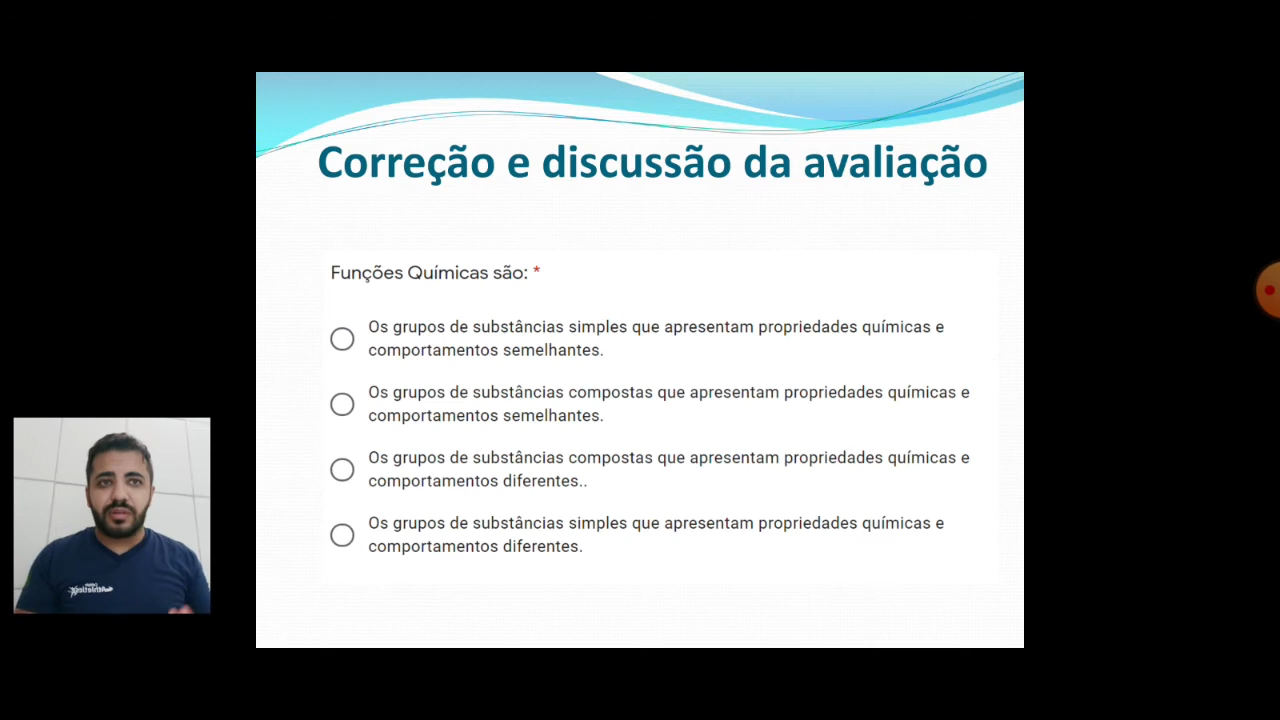 Correção e discussão da avaliação
Funções Químicas são: *
Os grupos de substâncias simples que apresentam propriedades químicas e
comportamentos semelhantes.
Os grupos de substâncias compostas que apresentam propriedades químicas e
comportamentos semelhantes.
Os grupos de substâncias compostas que apresentam propriedades químicas e
comportamentos diferentes..
Os grupos de substâncias simples que apresentam propriedades químicas e
comportamentos diferentes.